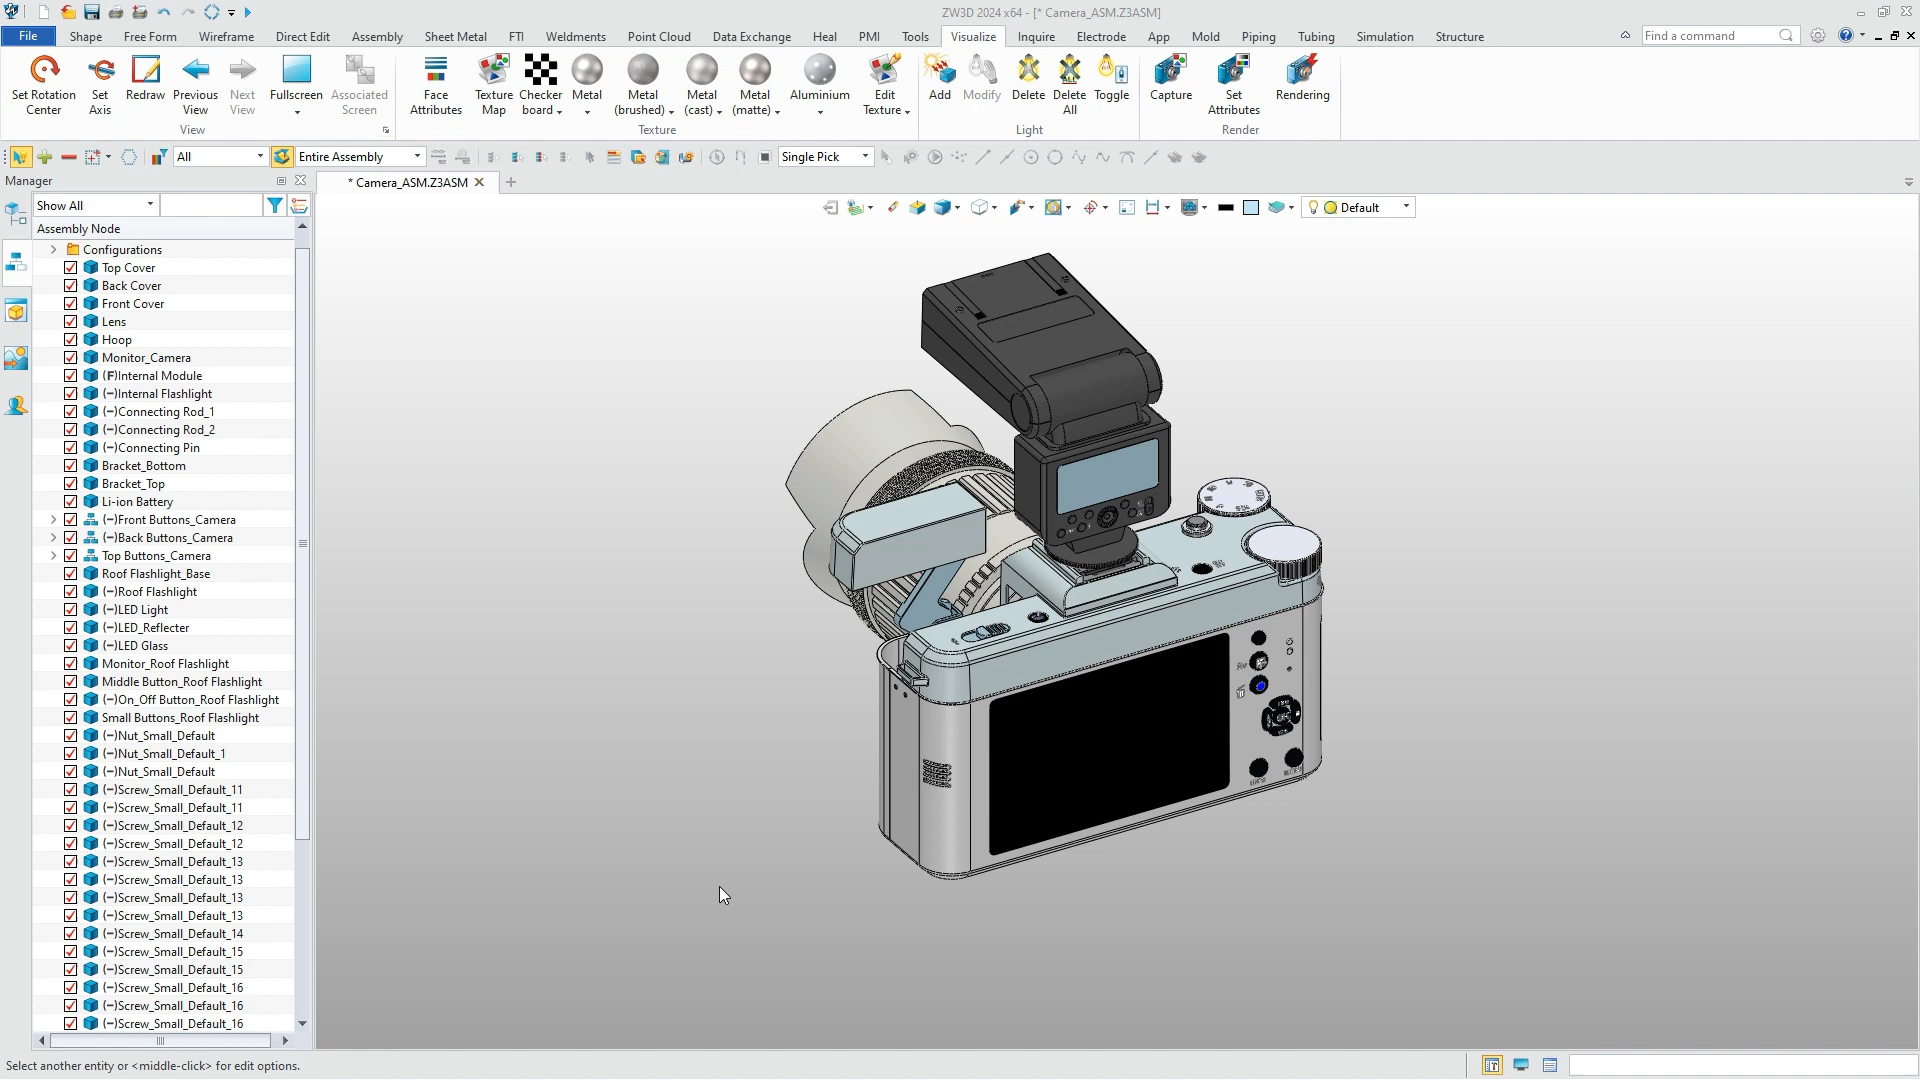 ZW3D 2024 x64 - [* Camera_ASM.Z3ASM]
File Shape Free Form Wireframe Direct Edit Assembly Sheet Metal FTI Weldments Point Cloud Data Exchange Heal PMI Tools Visualize Inquire Electrode App Mold Piping Tubing Simulation Structure Find a command
Set Rotation Center
Set Axis
Redraw
Previous View
Next View
Fullscreen
Associated Screen
Face Attributes
Texture Map
Checker board
Metal
Metal (brushed)
Metal (cast)
Metal (matte)
Aluminium
Edit Texture
Add
Modify
Delete
Delete All
Toggle
Capture
Set Attributes
Rendering
View Texture Light Render
All Entire Assembly Single Pick
Manager
* Camera_ASM.Z3ASM
Show All
Default
Assembly Node
Configurations
Top Cover
Back Cover
Front Cover
Lens
Hoop
Monitor_Camera
(F)Internal Module
(-)Internal Flashlight
(-)Connecting Rod_1
(-)Connecting Rod_2
(-)Connecting Pin
Bracket_Bottom
Bracket_Top
Li-ion Battery
(-)Front Buttons_Camera
(-)Back Buttons_Camera
Top Buttons_Camera
Roof Flashlight_Base
(-)Roof Flashlight
(-)LED Light
(-)LED_Reflecter
(-)LED Glass
Monitor_Roof Flashlight
Middle Button_Roof Flashlight
(-)On_Off Button_Roof Flashlight
Small Buttons_Roof Flashlight
(-)Nut_Small_Default
(-)Nut_Small_Default_1
(-)Nut_Small_Default
(-)Screw_Small_Default_11
(-)Screw_Small_Default_11
(-)Screw_Small_Default_12
(-)Screw_Small_Default_12
(-)Screw_Small_Default_13
(-)Screw_Small_Default_13
(-)Screw_Small_Default_13
(-)Screw_Small_Default_13
(-)Screw_Small_Default_14
(-)Screw_Small_Default_15
(-)Screw_Small_Default_15
(-)Screw_Small_Default_16
(-)Screw_Small_Default_16
(-)Screw_Small_Default_16
Select another entity or <middle-click> for edit options.